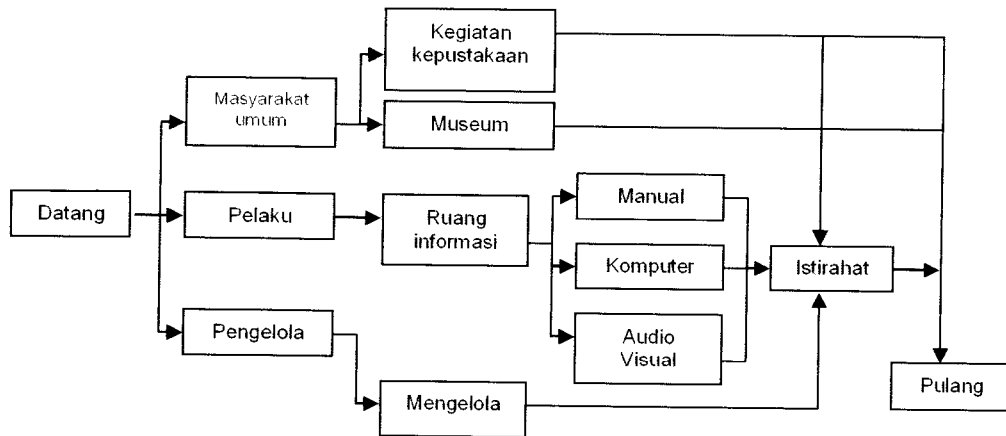 Kegiatan
kepustakaan
Masyarakat
umum
Museum
Datang
Pelaku
Ruang
informasi
Manual
Komputer
Istirahat
Pengelola
Audio
Visual
Mengelola
Pulang